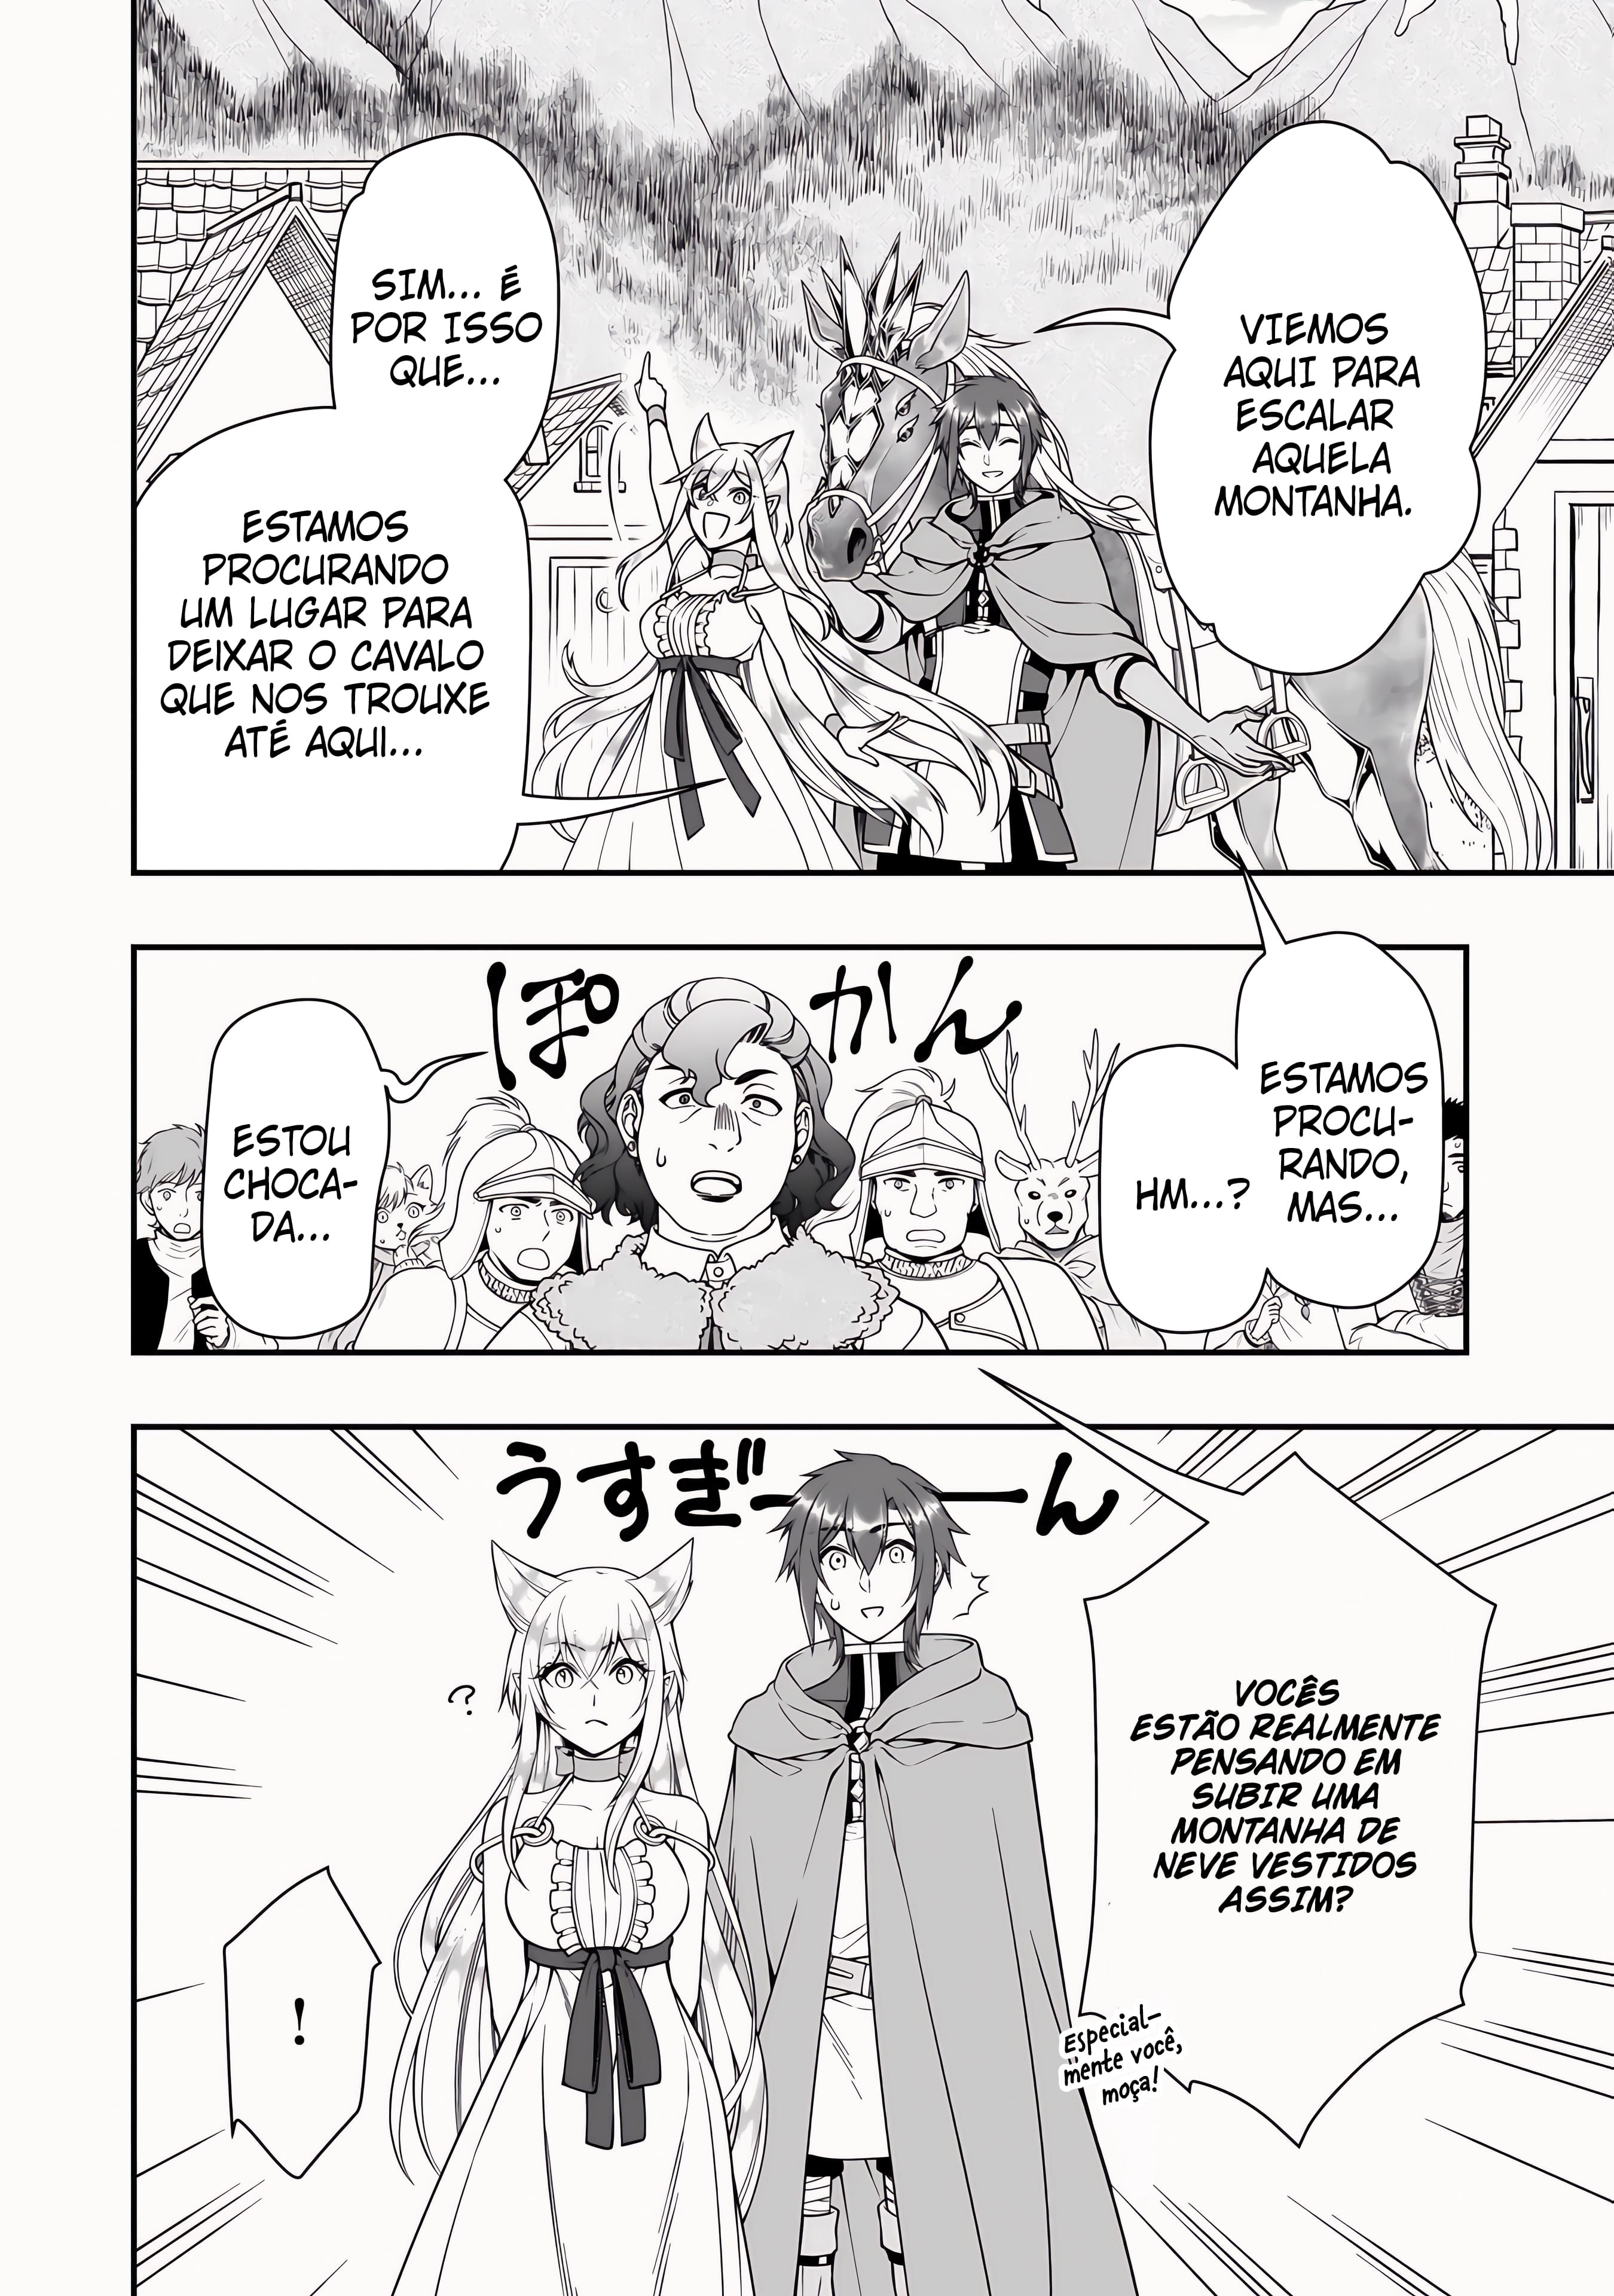 VIEMOS
AQUI PARA
ESCALAR
AQUELA
MONTANHA.
SIM... É
POR ISSO
QUE...
ESTAMOS
PROCURANDO
UM LUGAR PARA
DEIXAR O CAVALO
QUE NOS TROUXE
ATÉ AQUI...
ESTAMOS
PROCU-
RANDO,
MAS...
HM...?
ぽかん
ESTOU
CHOCA-
DA...
うすぎーーん
VOCÊS
ESTÃO REALMENTE
PENSANDO EM
SUBIR UMA
MONTANHA DE
NEVE VESTIDOS
ASSIM?
Especial-
mente você,
moça!
?
!